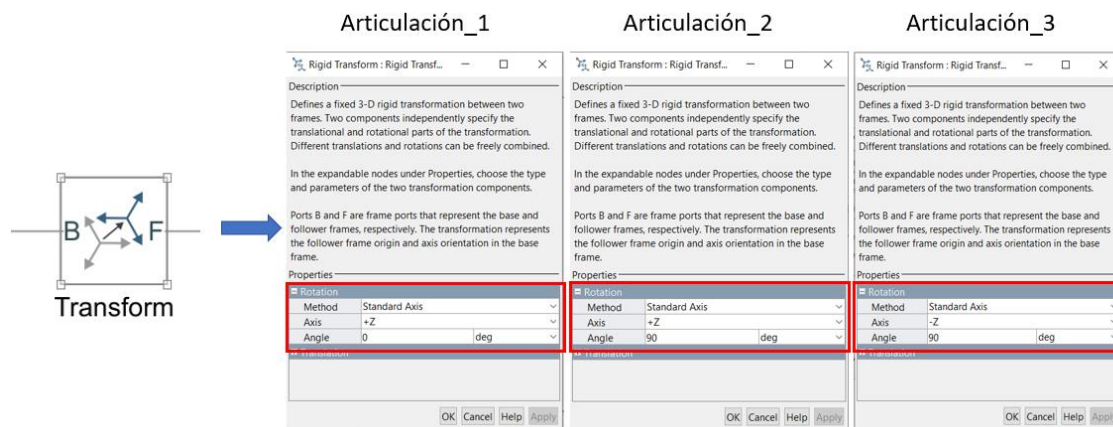 Articulación_1
Articulación_2
Articulación_3
B
F
Transform
Rigid Transform : Rigid Transf...
Description
Defines a fixed 3-D rigid transformation between two
frames. Two components independently specify the
translational and rotational parts of the transformation.
Different translations and rotations can be freely combined.
In the expandable nodes under Properties, choose the type
and parameters of the two transformation components.
Ports B and F are frame ports that represent the base and
follower frames, respectively. The transformation represents
the follower frame origin and axis orientation in the base
frame.
Properties
Rotation
Method Standard Axis
Axis +Z
Angle 0 deg
Translation
OK Cancel Help Apply
Rigid Transform : Rigid Transf...
Description
Defines a fixed 3-D rigid transformation between two
frames. Two components independently specify the
translational and rotational parts of the transformation.
Different translations and rotations can be freely combined.
In the expandable nodes under Properties, choose the type
and parameters of the two transformation components.
Ports B and F are frame ports that represent the base and
follower frames, respectively. The transformation represents
the follower frame origin and axis orientation in the base
frame.
Properties
Rotation
Method Standard Axis
Axis +Z
Angle 90 deg
Translation
OK Cancel Help Apply
Rigid Transform : Rigid Transf...
Description
Defines a fixed 3-D rigid transformation between two
frames. Two components independently specify the
translational and rotational parts of the transformation.
Different translations and rotations can be freely combined.
In the expandable nodes under Properties, choose the type
and parameters of the two transformation components.
Ports B and F are frame ports that represent the base and
follower frames, respectively. The transformation represents
the follower frame origin and axis orientation in the base
frame.
Properties
Rotation
Method Standard Axis
Axis -Z
Angle 90 deg
Translation
OK Cancel Help Apply